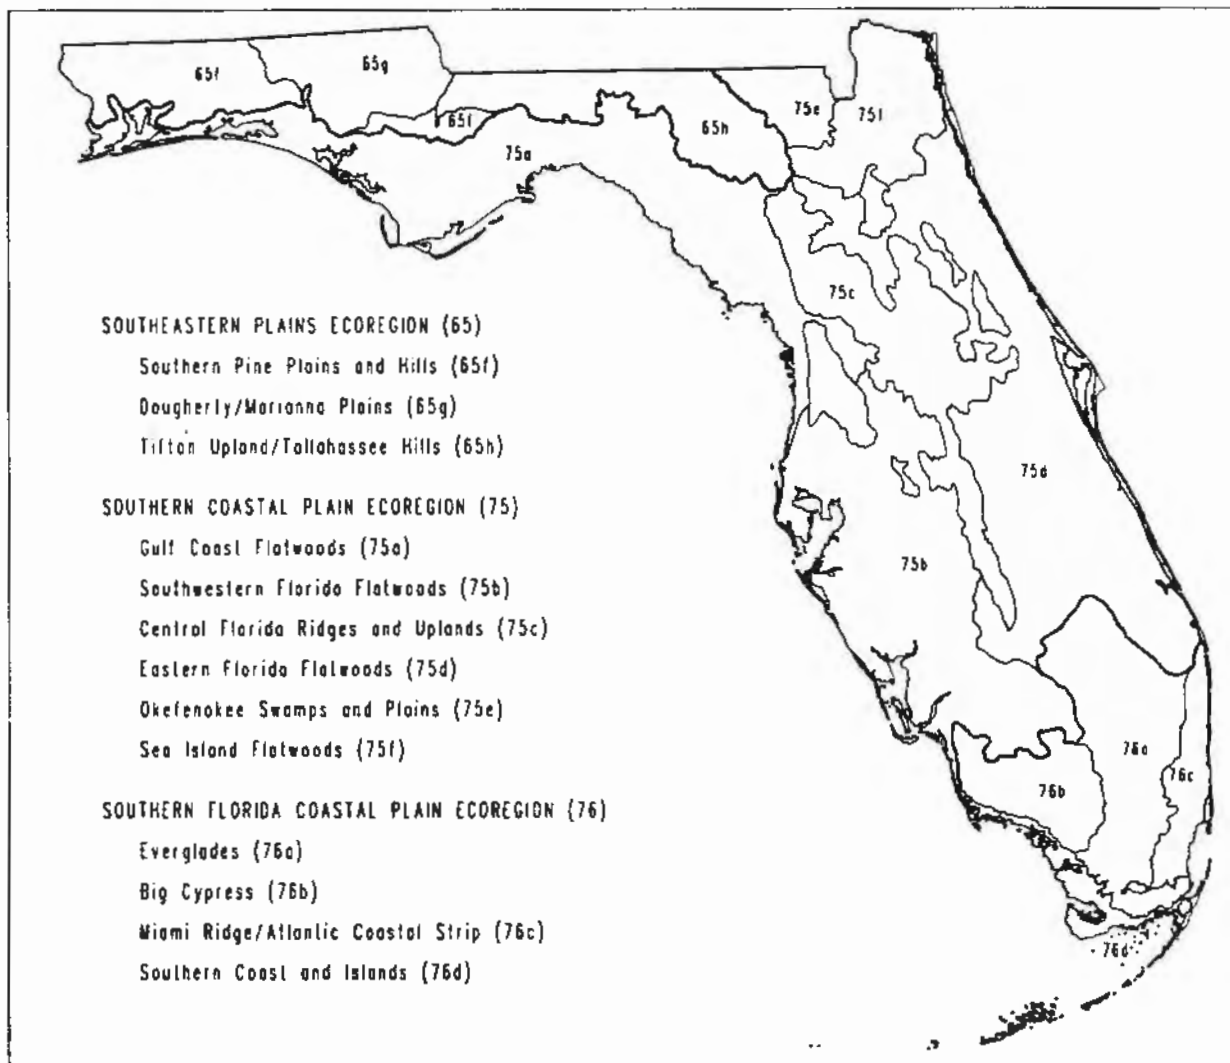 65f
65g
75e
75f
65f
65h
75a
75c
SOUTHEASTERN PLAINS ECOREGION (65)
Southern Pine Plains and Hills (65f)
Dougherty/Marianna Plains (65g)
Tifton Upland/Tallahassee Hills (65h)
75d
SOUTHERN COASTAL PLAIN ECOREGION (75)
Gulf Coast Flatwoods (75a)
75b
Southwestern Florida Flatwoods (75b)
Central Florida Ridges and Uplands (75c)
Eastern Florida Flatwoods (75d)
Okefenokee Swamps and Plains (75e)
Sea Island Flatwoods (75f)
76a
76c
76b
SOUTHERN FLORIDA COASTAL PLAIN ECOREGION (76)
Everglades (76a)
Big Cypress (76b)
Miami Ridge/Atlantic Coastal Strip (76c)
76d
Southern Coast and Islands (76d)